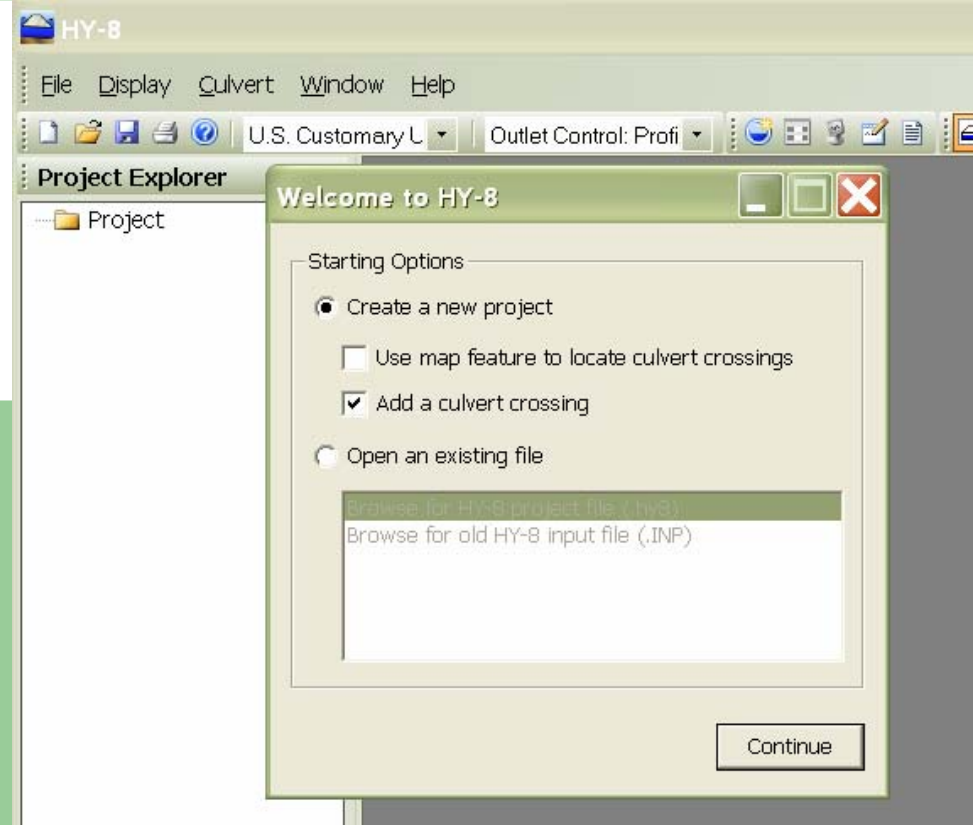 HY-8
File Display Culvert Window Help
U.S. Customary U Outlet Control: Profi
Project Explorer
Project
Welcome to HY-8
Starting Options
Create a new project
Use map feature to locate culvert crossings
Add a culvert crossing
Open an existing file
Browse for HY-8 project file (.hy8)
Browse for old HY-8 input file (.INP)
Continue